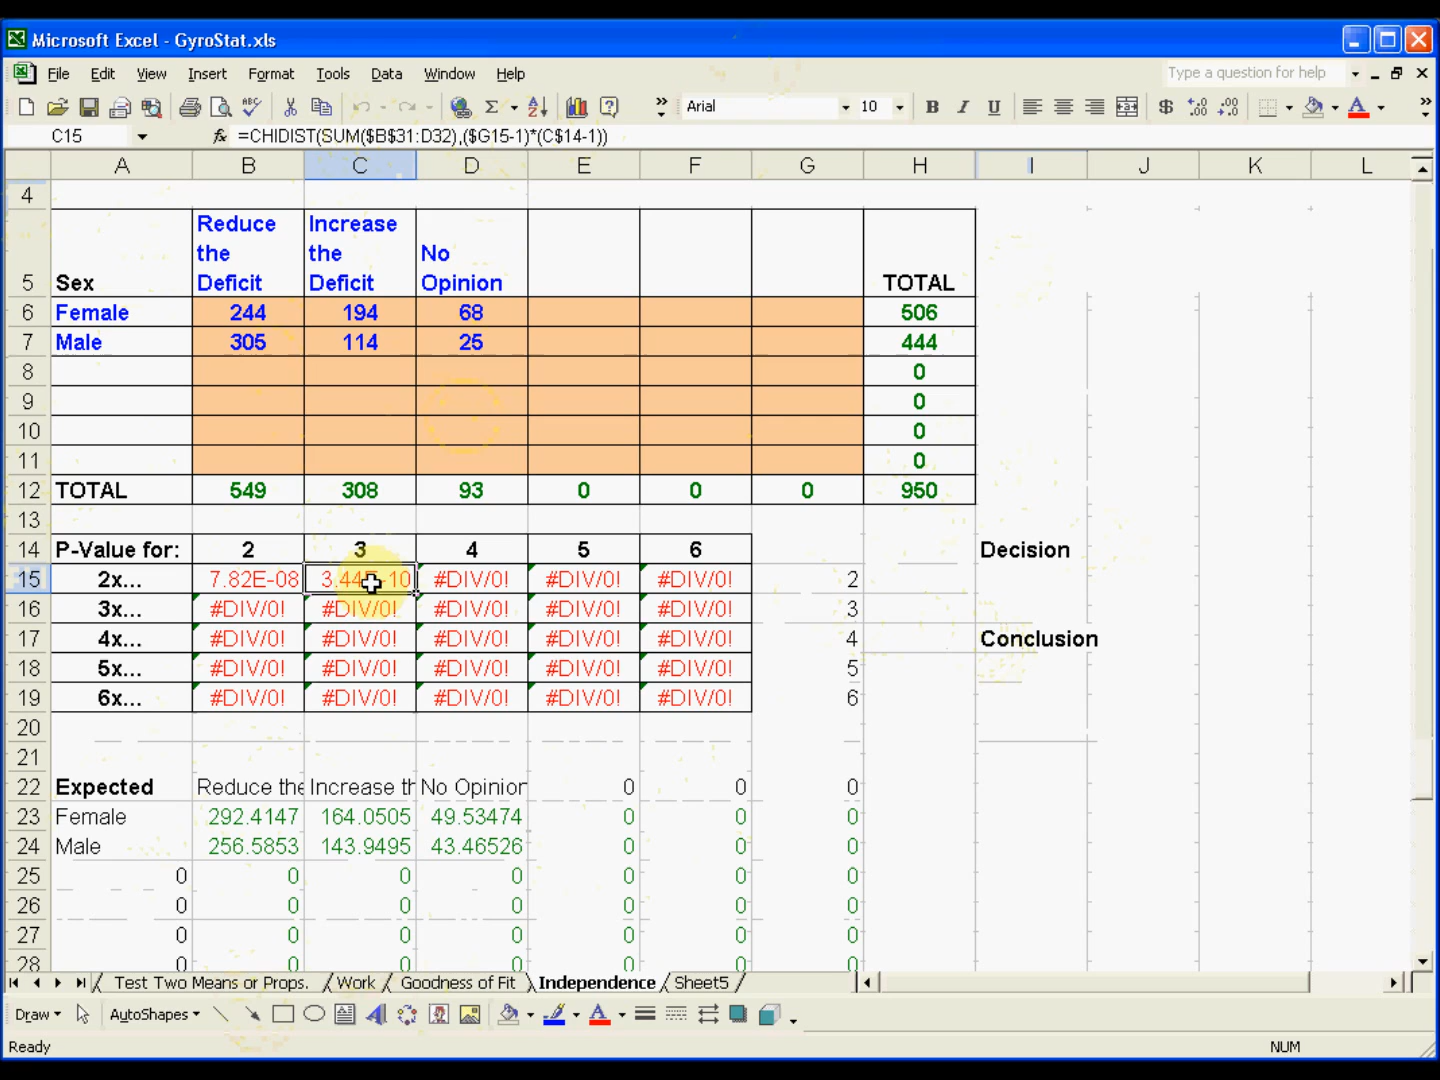 Microsoft Excel - GyroStat.xls
File Edit View Insert Format Tools Data Window Help Type a question for help
Arial 10 B I U $
C15 fx =CHIDIST(SUM($B$31:D32),($G15-1)*(C$14-1))
A B C D E F G H I J K L
4
Reduce Increase
the the No
5 Sex Deficit Deficit Opinion TOTAL
6 Female 244 194 68 506
7 Male 305 114 25 444
8 0
9 0
10 0
11 0
12 TOTAL 549 308 93 0 0 0 950
13
14 P-Value for: 2 3 4 5 6 Decision
15 2x... 7.82E-08 3.44E-10 #DIV/0! #DIV/0! #DIV/0! 2
16 3x... #DIV/0! #DIV/0! #DIV/0! #DIV/0! #DIV/0! 3
17 4x... #DIV/0! #DIV/0! #DIV/0! #DIV/0! #DIV/0! 4 Conclusion
18 5x... #DIV/0! #DIV/0! #DIV/0! #DIV/0! #DIV/0! 5
19 6x... #DIV/0! #DIV/0! #DIV/0! #DIV/0! #DIV/0! 6
20
21
22 Expected Reduce the Increase th No Opinion 0 0 0
23 Female 292.4147 164.0505 49.53474 0 0 0
24 Male 256.5853 143.9495 43.46526 0 0 0
25 0 0 0 0 0 0 0
26 0 0 0 0 0 0 0
27 0 0 0 0 0 0 0
28 0 0 0 0 0 0 0
Test Two Means or Props. Work Goodness of Fit Independence Sheet5
Draw AutoShapes
Ready NUM